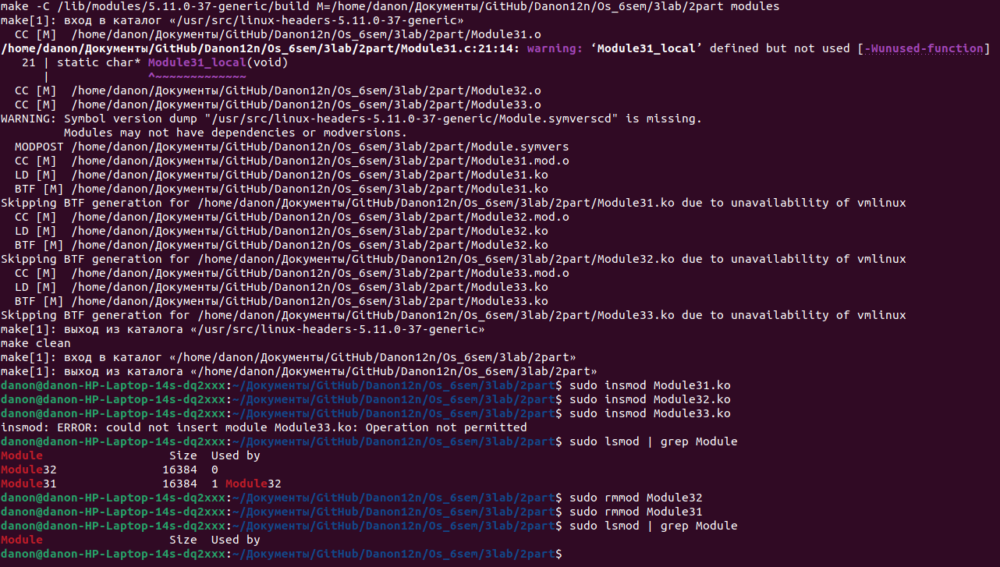 make -C /lib/modules/5.11.0-37-generic/build M=/home/danon/Документы/GitHub/Danon12n/Os_6sem/3lab/2part modules
make[1]: вход в каталог «/usr/src/linux-headers-5.11.0-37-generic»
  CC [M]  /home/danon/Документы/GitHub/Danon12n/Os_6sem/3lab/2part/Module31.o
/home/danon/Документы/GitHub/Danon12n/Os_6sem/3lab/2part/Module31.c:21:14: warning: ‘Module31_local’ defined but not used [-Wunused-function]
   21 | static char* Module31_local(void)
      |              ^~~~~~~~~~~~~~
  CC [M]  /home/danon/Документы/GitHub/Danon12n/Os_6sem/3lab/2part/Module32.o
  CC [M]  /home/danon/Документы/GitHub/Danon12n/Os_6sem/3lab/2part/Module33.o
WARNING: Symbol version dump "/usr/src/linux-headers-5.11.0-37-generic/Module.symverscd" is missing.
         Modules may not have dependencies or modversions.
  MODPOST /home/danon/Документы/GitHub/Danon12n/Os_6sem/3lab/2part/Module.symvers
  CC [M]  /home/danon/Документы/GitHub/Danon12n/Os_6sem/3lab/2part/Module31.mod.o
  LD [M]  /home/danon/Документы/GitHub/Danon12n/Os_6sem/3lab/2part/Module31.ko
  BTF [M] /home/danon/Документы/GitHub/Danon12n/Os_6sem/3lab/2part/Module31.ko
Skipping BTF generation for /home/danon/Документы/GitHub/Danon12n/Os_6sem/3lab/2part/Module31.ko due to unavailability of vmlinux
  CC [M]  /home/danon/Документы/GitHub/Danon12n/Os_6sem/3lab/2part/Module32.mod.o
  LD [M]  /home/danon/Документы/GitHub/Danon12n/Os_6sem/3lab/2part/Module32.ko
  BTF [M] /home/danon/Документы/GitHub/Danon12n/Os_6sem/3lab/2part/Module32.ko
Skipping BTF generation for /home/danon/Документы/GitHub/Danon12n/Os_6sem/3lab/2part/Module32.ko due to unavailability of vmlinux
  CC [M]  /home/danon/Документы/GitHub/Danon12n/Os_6sem/3lab/2part/Module33.mod.o
  LD [M]  /home/danon/Документы/GitHub/Danon12n/Os_6sem/3lab/2part/Module33.ko
  BTF [M] /home/danon/Документы/GitHub/Danon12n/Os_6sem/3lab/2part/Module33.ko
Skipping BTF generation for /home/danon/Документы/GitHub/Danon12n/Os_6sem/3lab/2part/Module33.ko due to unavailability of vmlinux
make[1]: выход из каталога «/usr/src/linux-headers-5.11.0-37-generic»
make clean
make[1]: вход в каталог «/home/danon/Документы/GitHub/Danon12n/Os_6sem/3lab/2part»
make[1]: выход из каталога «/home/danon/Документы/GitHub/Danon12n/Os_6sem/3lab/2part»
danon@danon-HP-Laptop-14s-dq2xxx:~/Документы/GitHub/Danon12n/Os_6sem/3lab/2part$ sudo insmod Module31.ko
danon@danon-HP-Laptop-14s-dq2xxx:~/Документы/GitHub/Danon12n/Os_6sem/3lab/2part$ sudo insmod Module32.ko
danon@danon-HP-Laptop-14s-dq2xxx:~/Документы/GitHub/Danon12n/Os_6sem/3lab/2part$ sudo insmod Module33.ko
insmod: ERROR: could not insert module Module33.ko: Operation not permitted
danon@danon-HP-Laptop-14s-dq2xxx:~/Документы/GitHub/Danon12n/Os_6sem/3lab/2part$ sudo lsmod | grep Module
Module                  Size  Used by
Module32               16384  0
Module31               16384  1 Module32
danon@danon-HP-Laptop-14s-dq2xxx:~/Документы/GitHub/Danon12n/Os_6sem/3lab/2part$ sudo rmmod Module32
danon@danon-HP-Laptop-14s-dq2xxx:~/Документы/GitHub/Danon12n/Os_6sem/3lab/2part$ sudo rmmod Module31
danon@danon-HP-Laptop-14s-dq2xxx:~/Документы/GitHub/Danon12n/Os_6sem/3lab/2part$ sudo lsmod | grep Module
Module                  Size  Used by
danon@danon-HP-Laptop-14s-dq2xxx:~/Документы/GitHub/Danon12n/Os_6sem/3lab/2part$